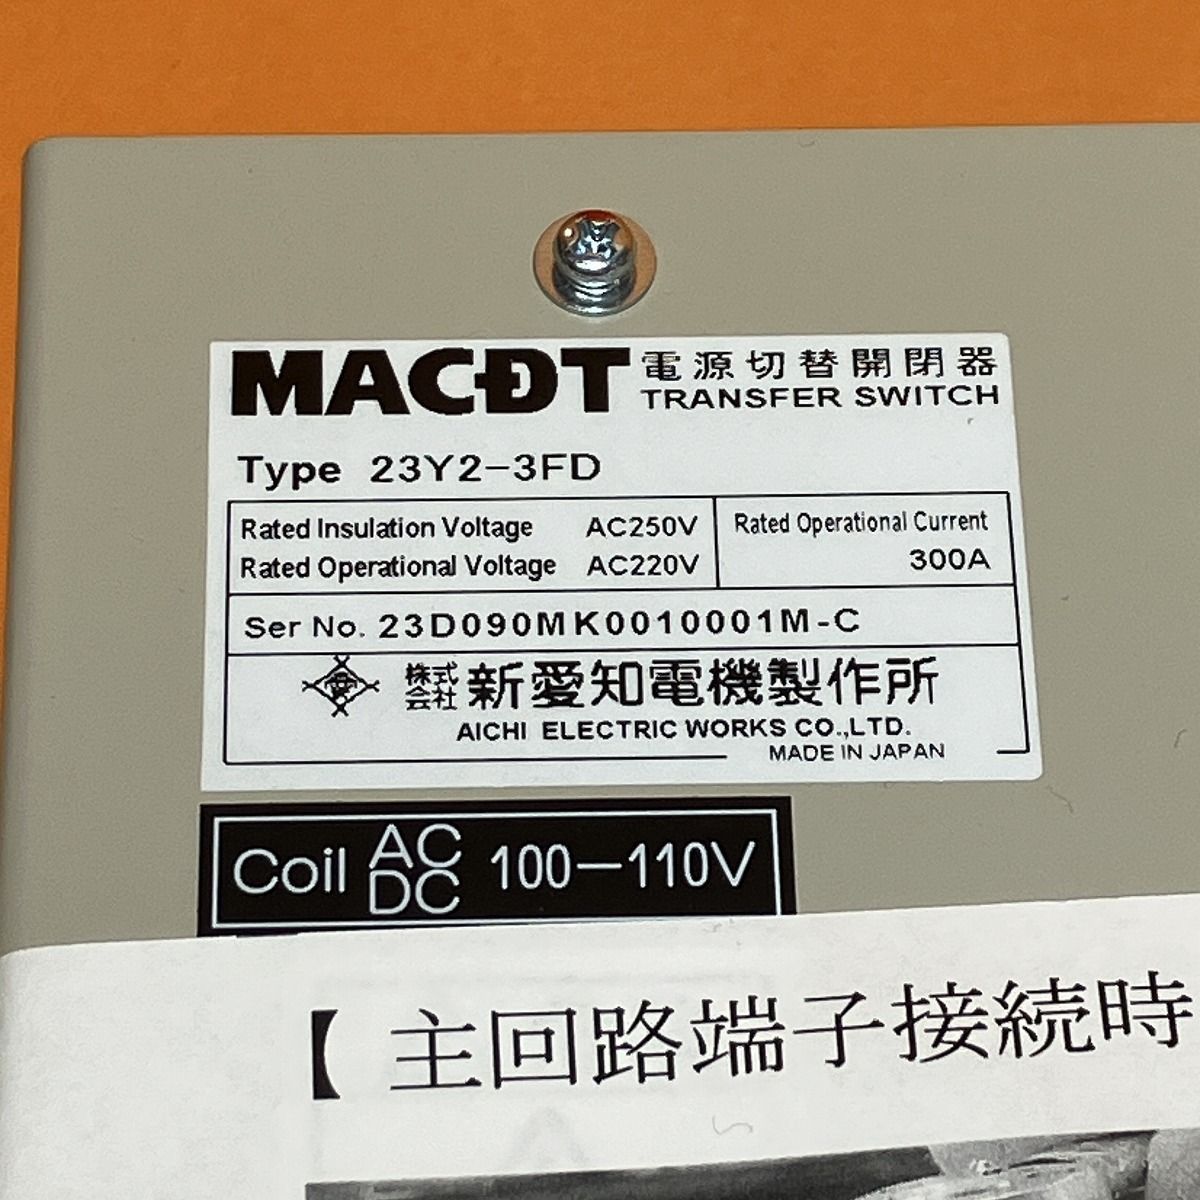 MACDT 電源切替開閉器
TRANSFER SWITCH
Type 23Y2-3FD
Rated Insulation Voltage AC250V
Rated Operational Voltage AC220V
Rated Operational Current
300A
Ser No. 23D090MK0010001M-C
株式会社 新愛知電機製作所
AICHI ELECTRIC WORKS CO.,LTD.
MADE IN JAPAN
Coil AC DC 100-110V
【 主回路端子接続時